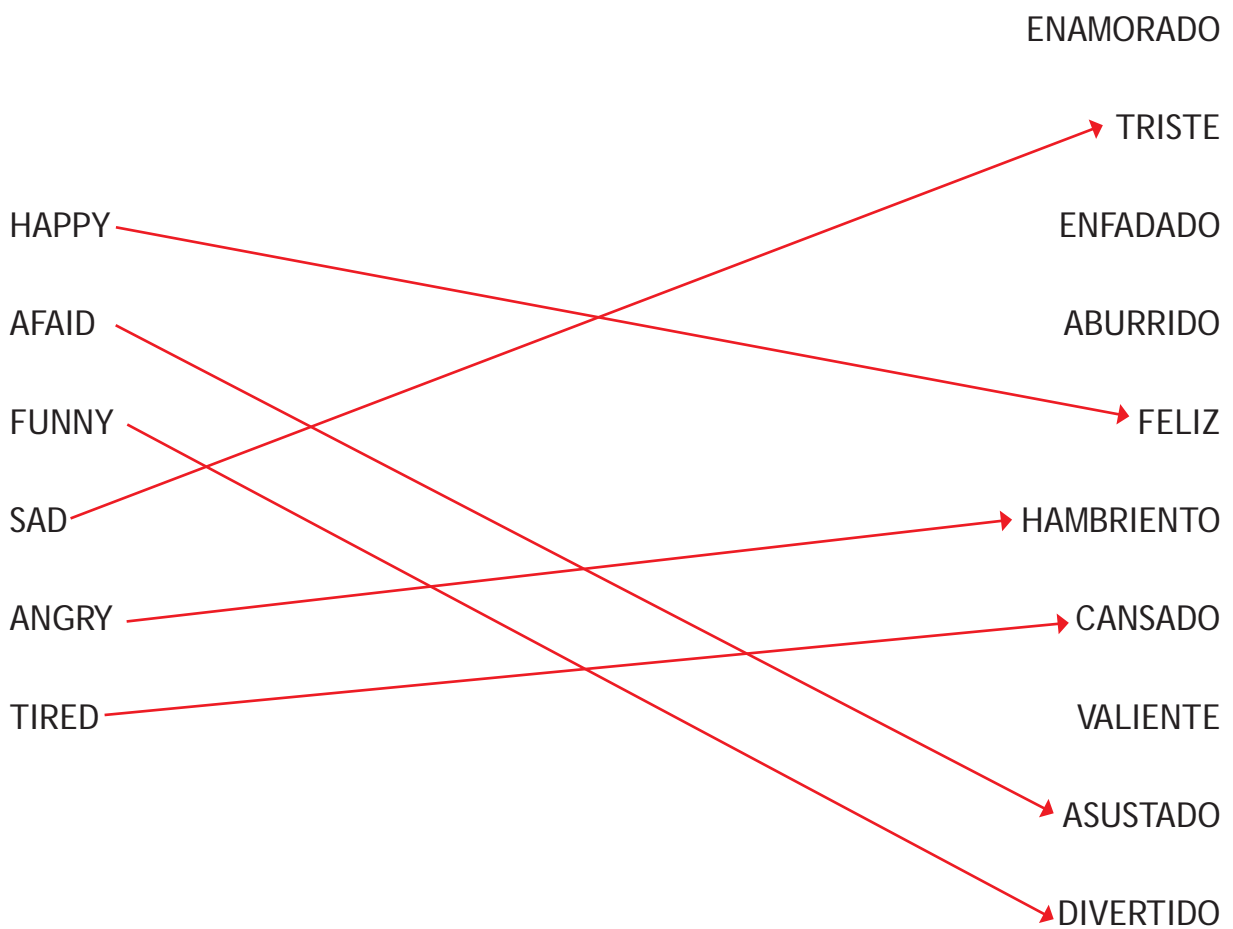 ENAMORADO
TRISTE
HAPPY ENFADADO
AFAID ABURRIDO
FUNNY FELIZ
SAD HAMBRIENTO
ANGRY CANSADO
TIRED VALIENTE
ASUSTADO
DIVERTIDO